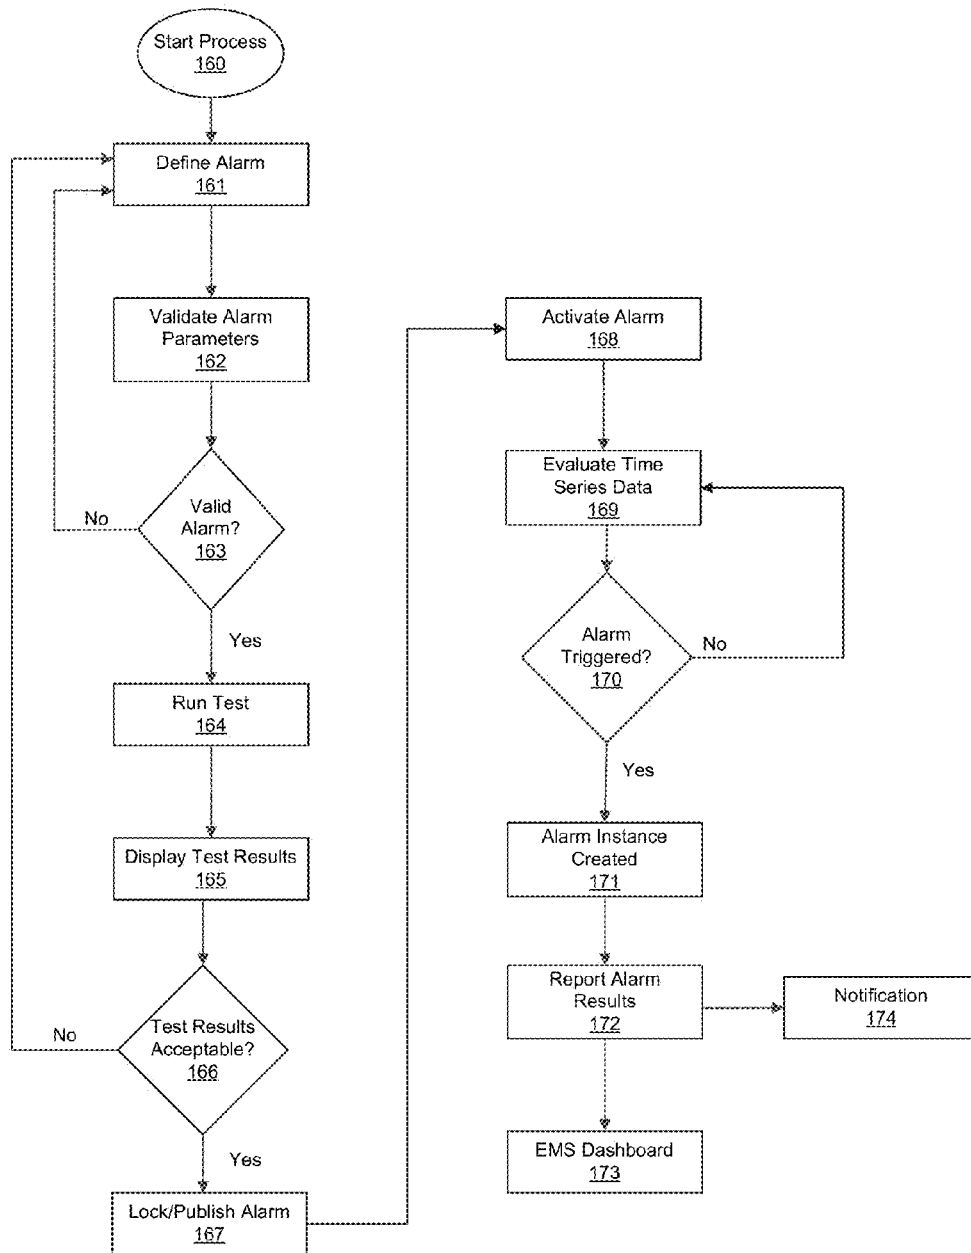 Start Process
160
Define Alarm
161
Validate Alarm
Parameters
162
Valid
Alarm?
163
No
Yes
Run Test
164
Display Test Results
165
Test Results
Acceptable?
166
No
Yes
Lock/Publish Alarm
167
Activate Alarm
168
Evaluate Time
Series Data
169
Alarm
Triggered?
170
No
Yes
Alarm Instance
Created
171
Report Alarm
Results
172
Notification
174
EMS Dashboard
173